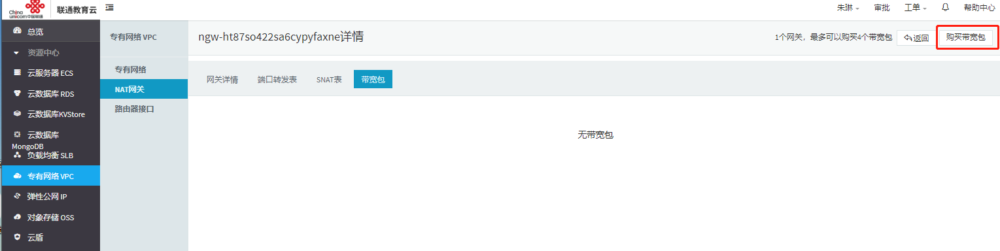 China
unicom中国联通
联通教育云
朱琳
审批
工单
帮助中心
总览
资源中心
云服务器 ECS
云数据库 RDS
云数据库KVStore
云数据库
MongoDB
负载均衡 SLB
专有网络 VPC
弹性公网 IP
对象存储 OSS
云盾
专有网络 VPC
专有网络
NAT网关
路由器接口
ngw-ht87so422sa6cypyfaxne详情
1个网关，最多可以购买4个带宽包
返回
购买带宽包
网关详情
端口转发表
SNAT表
带宽包
无带宽包